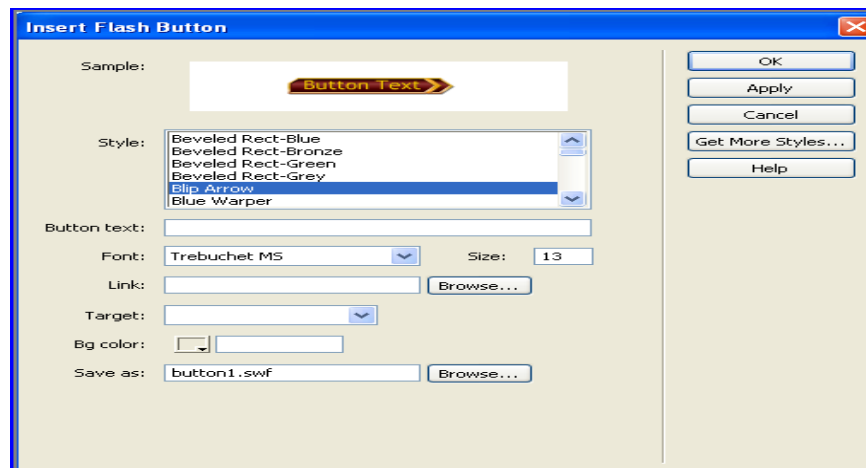 Insert Flash Button
Sample:
Button Text
Style:
Beveled Rect-Blue
Beveled Rect-Bronze
Beveled Rect-Green
Beveled Rect-Grey
Blip Arrow
Blue Warper
Button text:
Font: Trebuchet MS Size: 13
Link: Browse...
Target:
Bg color:
Save as: button1.swf Browse...
OK
Apply
Cancel
Get More Styles...
Help